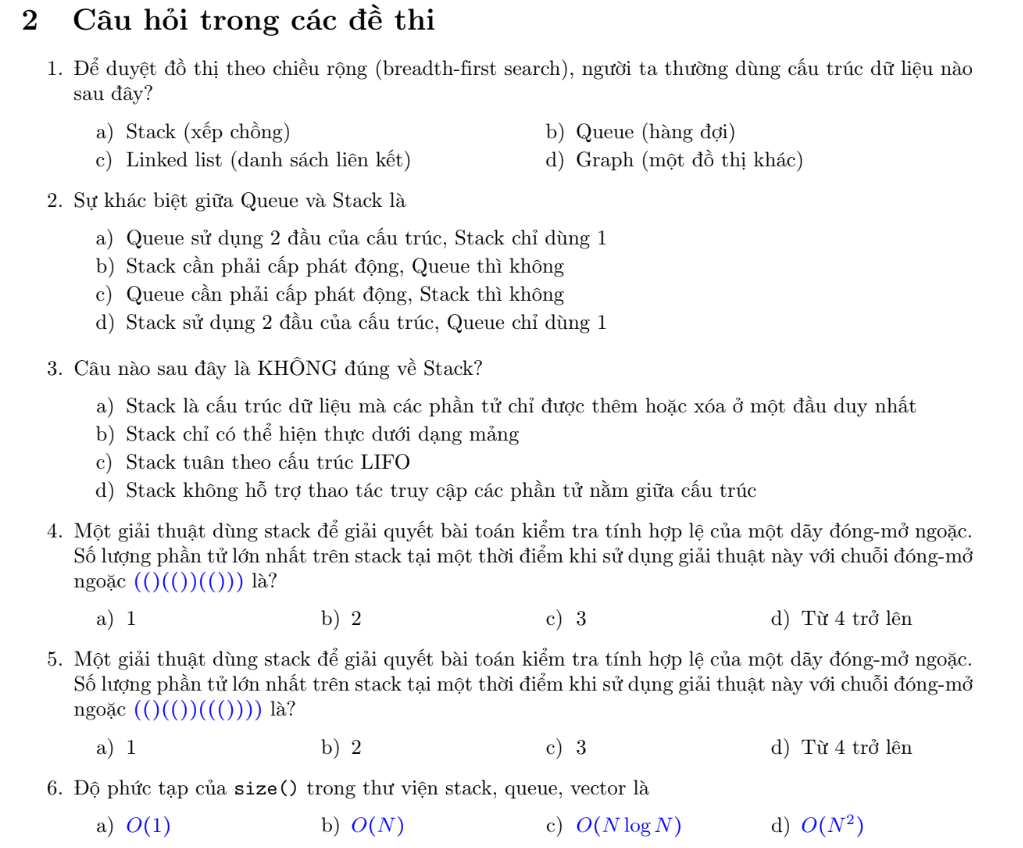 2 Câu hỏi trong các đề thi
1. Để duyệt đồ thị theo chiều rộng (breadth-first search), người ta thường dùng cấu trúc dữ liệu nào
sau đây?
a) Stack (xếp chồng)
b) Queue (hàng đợi)
c) Linked list (danh sách liên kết)
d) Graph (một đồ thị khác)
2. Sự khác biệt giữa Queue và Stack là
a) Queue sử dụng 2 đầu của cấu trúc, Stack chỉ dùng 1
b) Stack cần phải cấp phát động, Queue thì không
c) Queue cần phải cấp phát động, Stack thì không
d) Stack sử dụng 2 đầu của cấu trúc, Queue chỉ dùng 1
3. Câu nào sau đây là KHÔNG đúng về Stack?
a) Stack là cấu trúc dữ liệu mà các phần tử chỉ được thêm hoặc xóa ở một đầu duy nhất
b) Stack chỉ có thể hiện thực dưới dạng mảng
c) Stack tuân theo cấu trúc LIFO
d) Stack không hỗ trợ thao tác truy cập các phần tử nằm giữa cấu trúc
4. Một giải thuật dùng stack để giải quyết bài toán kiểm tra tính hợp lệ của một dãy đóng-mở ngoặc.
Số lượng phần tử lớn nhất trên stack tại một thời điểm khi sử dụng giải thuật này với chuỗi đóng-mở
ngoặc (()(())(())) là?
a) 1
b) 2
c) 3
d) Từ 4 trở lên
5. Một giải thuật dùng stack để giải quyết bài toán kiểm tra tính hợp lệ của một dãy đóng-mở ngoặc.
Số lượng phần tử lớn nhất trên stack tại một thời điểm khi sử dụng giải thuật này với chuỗi đóng-mở
ngoặc (()(())((()))) là?
a) 1
b) 2
c) 3
d) Từ 4 trở lên
6. Độ phức tạp của size() trong thư viện stack, queue, vector là
a) O(1)
b) O(N)
c) O(N log N)
d) O(N²)